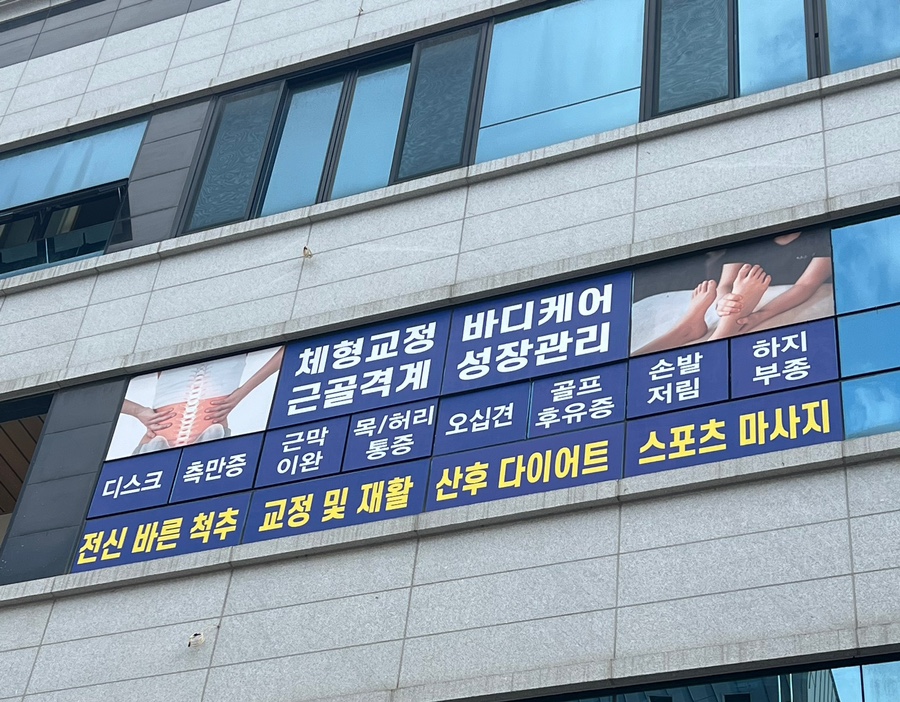 체형교정 바디케어
근골격계 성장관리
디스크 측만증 근막이완 목/허리통증 오십견 골프후유증 손발저림 하지부종
전신 바른 척추 교정 및 재활 산후 다이어트 스포츠 마사지